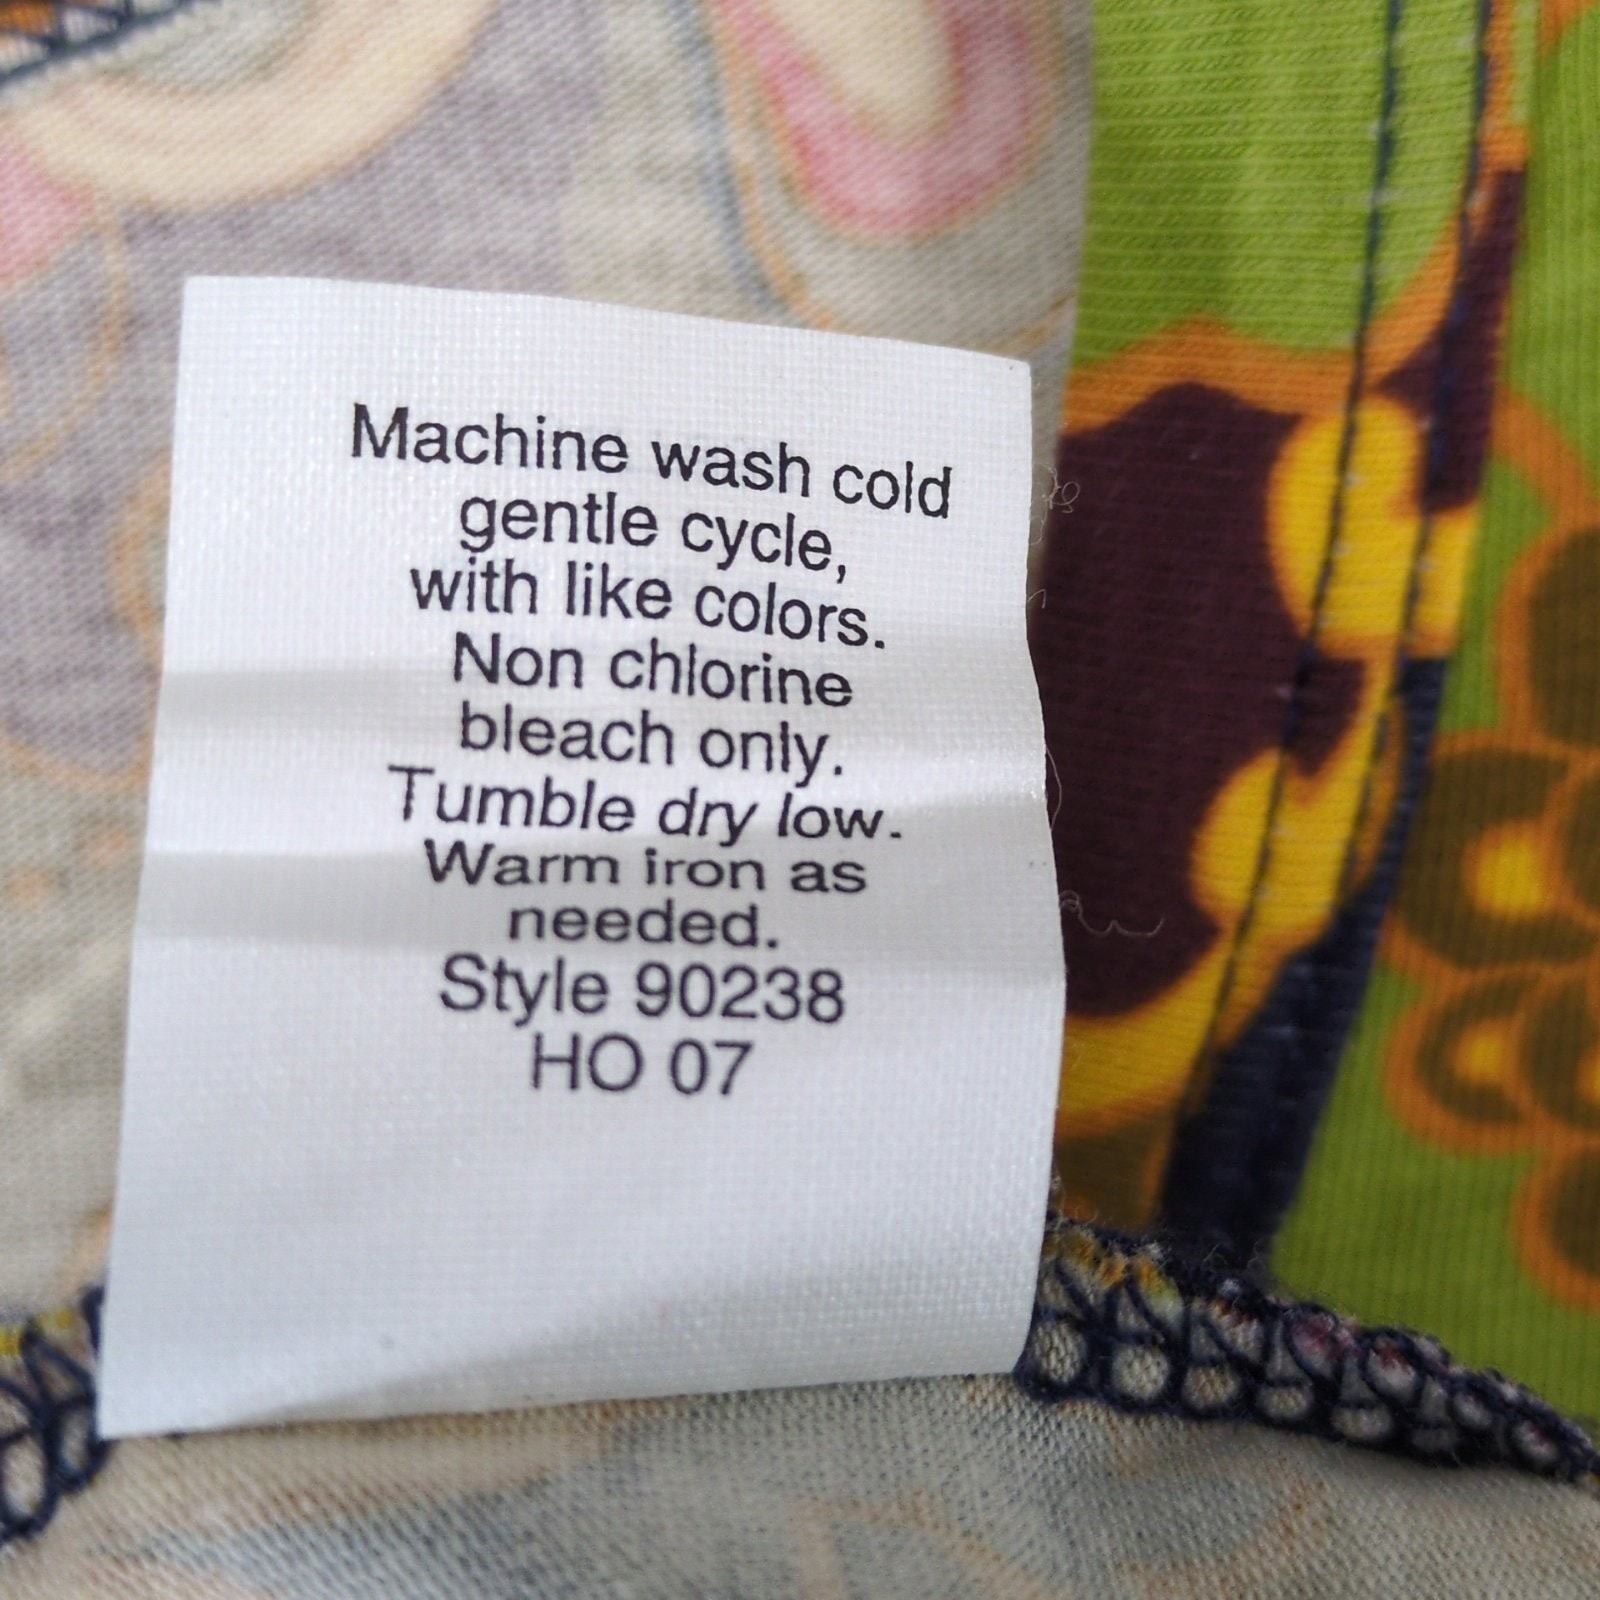 Machine wash cold
gentle cycle,
with like colors.
Non chlorine
bleach only.
Tumble dry low.
Warm iron as
needed.
Style 90238
HO 07